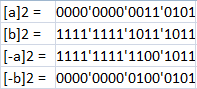 [a]2 = 0000'0000'0011'0101
[b]2 = 1111'1111'1011'1011
[-a]2 = 1111'1111'1100'1011
[-b]2 = 0000'0000'0100'0101